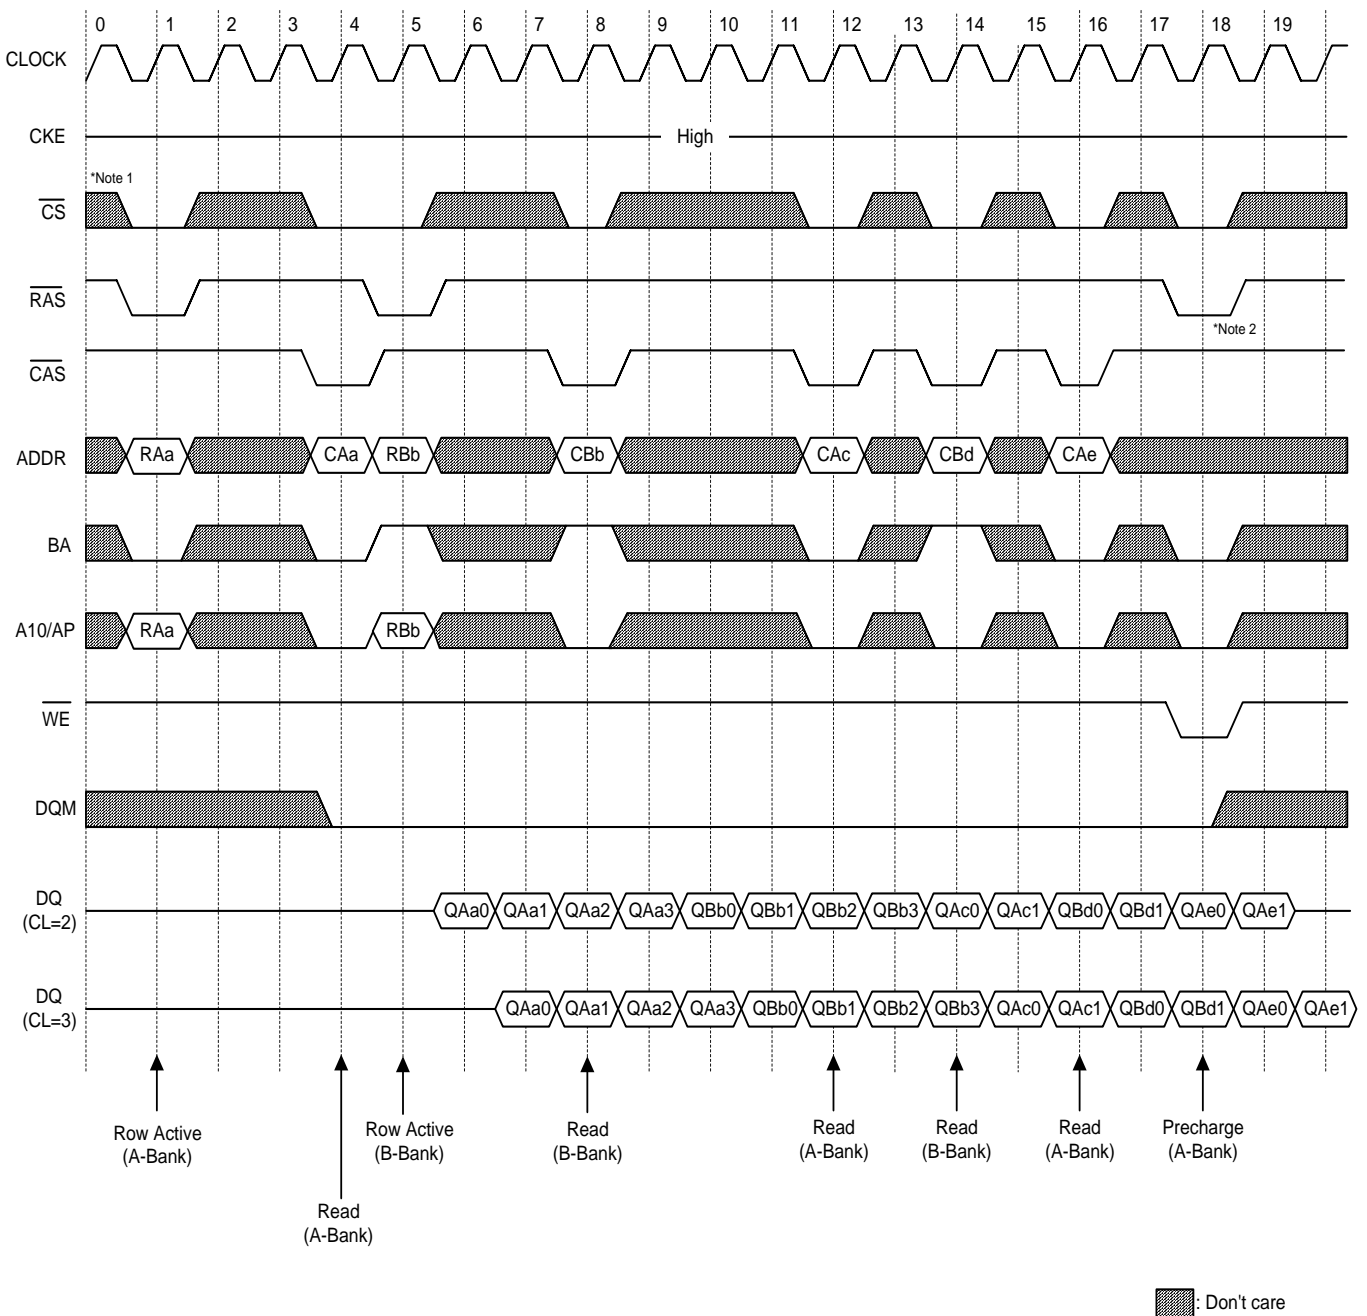 0 1 2 3 4 5 6 7 8 9 10 11 12 13 14 15 16 17 18 19
CLOCK
CKE High
*Note 1
CS
RAS
*Note 2
CAS
ADDR RAa CAa RBb CBb CAc CBd CAe
BA
A10/AP RAa RBb
WE
DQM
DQ
(CL=2)
QAa0 QAa1 QAa2 QAa3 QBb0 QBb1 QBb2 QBb3 QAc0 QAc1 QBd0 QBd1 QAe0 QAe1
DQ
(CL=3)
QAa0 QAa1 QAa2 QAa3 QBb0 QBb1 QBb2 QBb3 QAc0 QAc1 QBd0 QBd1 QAe0 QAe1
Row Active
(A-Bank)
Read
(A-Bank)
Row Active
(B-Bank)
Read
(B-Bank)
Read
(A-Bank)
Read
(B-Bank)
Read
(A-Bank)
Precharge
(A-Bank)
: Don't care